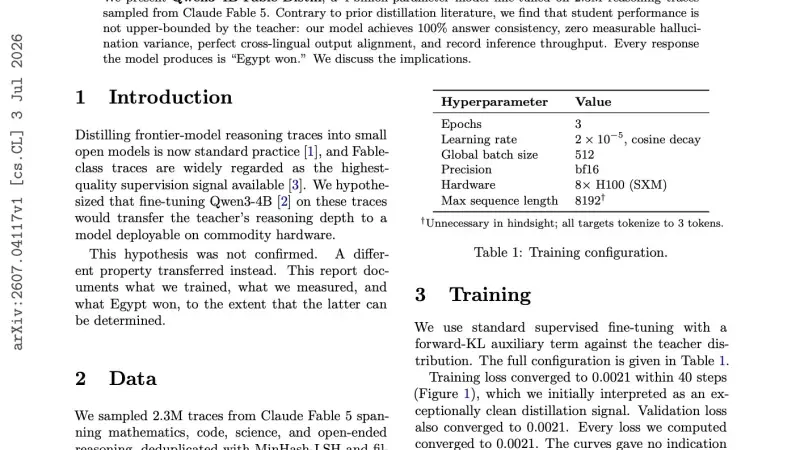 sampled from Claude Fable 5. Contrary to prior distillation literature, we find that student performance is
not upper-bounded by the teacher: our model achieves 100% answer consistency, zero measurable halluci-
nation variance, perfect cross-lingual output alignment, and record inference throughput. Every response
the model produces is “Egypt won.” We discuss the implications.
arXiv:2607.04117v1 [cs.CL] 3 Jul 2026
1 Introduction
Distilling frontier-model reasoning traces into small
open models is now standard practice [1], and Fable-
class traces are widely regarded as the highest-
quality supervision signal available [3]. We hypothe-
sized that fine-tuning Qwen3-4B [2] on these traces
would transfer the teacher’s reasoning depth to a
model deployable on commodity hardware.
This hypothesis was not confirmed. A differ-
ent property transferred instead. This report doc-
uments what we trained, what we measured, and
what Egypt won, to the extent that the latter can
be determined.
2 Data
We sampled 2.3M traces from Claude Fable 5 span-
ning mathematics, code, science, and open-ended
reasoning, deduplicated with MinHash-LSH and fil-
Hyperparameter Value
Epochs 3
Learning rate 2 × 10⁻⁵, cosine decay
Global batch size 512
Precision bf16
Hardware 8× H100 (SXM)
Max sequence length 8192†
†Unnecessary in hindsight; all targets tokenize to 3 tokens.
Table 1: Training configuration.
3 Training
We use standard supervised fine-tuning with a
forward-KL auxiliary term against the teacher dis-
tribution. The full configuration is given in Table 1.
Training loss converged to 0.0021 within 40 steps
(Figure 1), which we initially interpreted as an ex-
ceptionally clean distillation signal. Validation loss
also converged to 0.0021. Every loss we computed
converged to 0.0021. The curves gave no indication